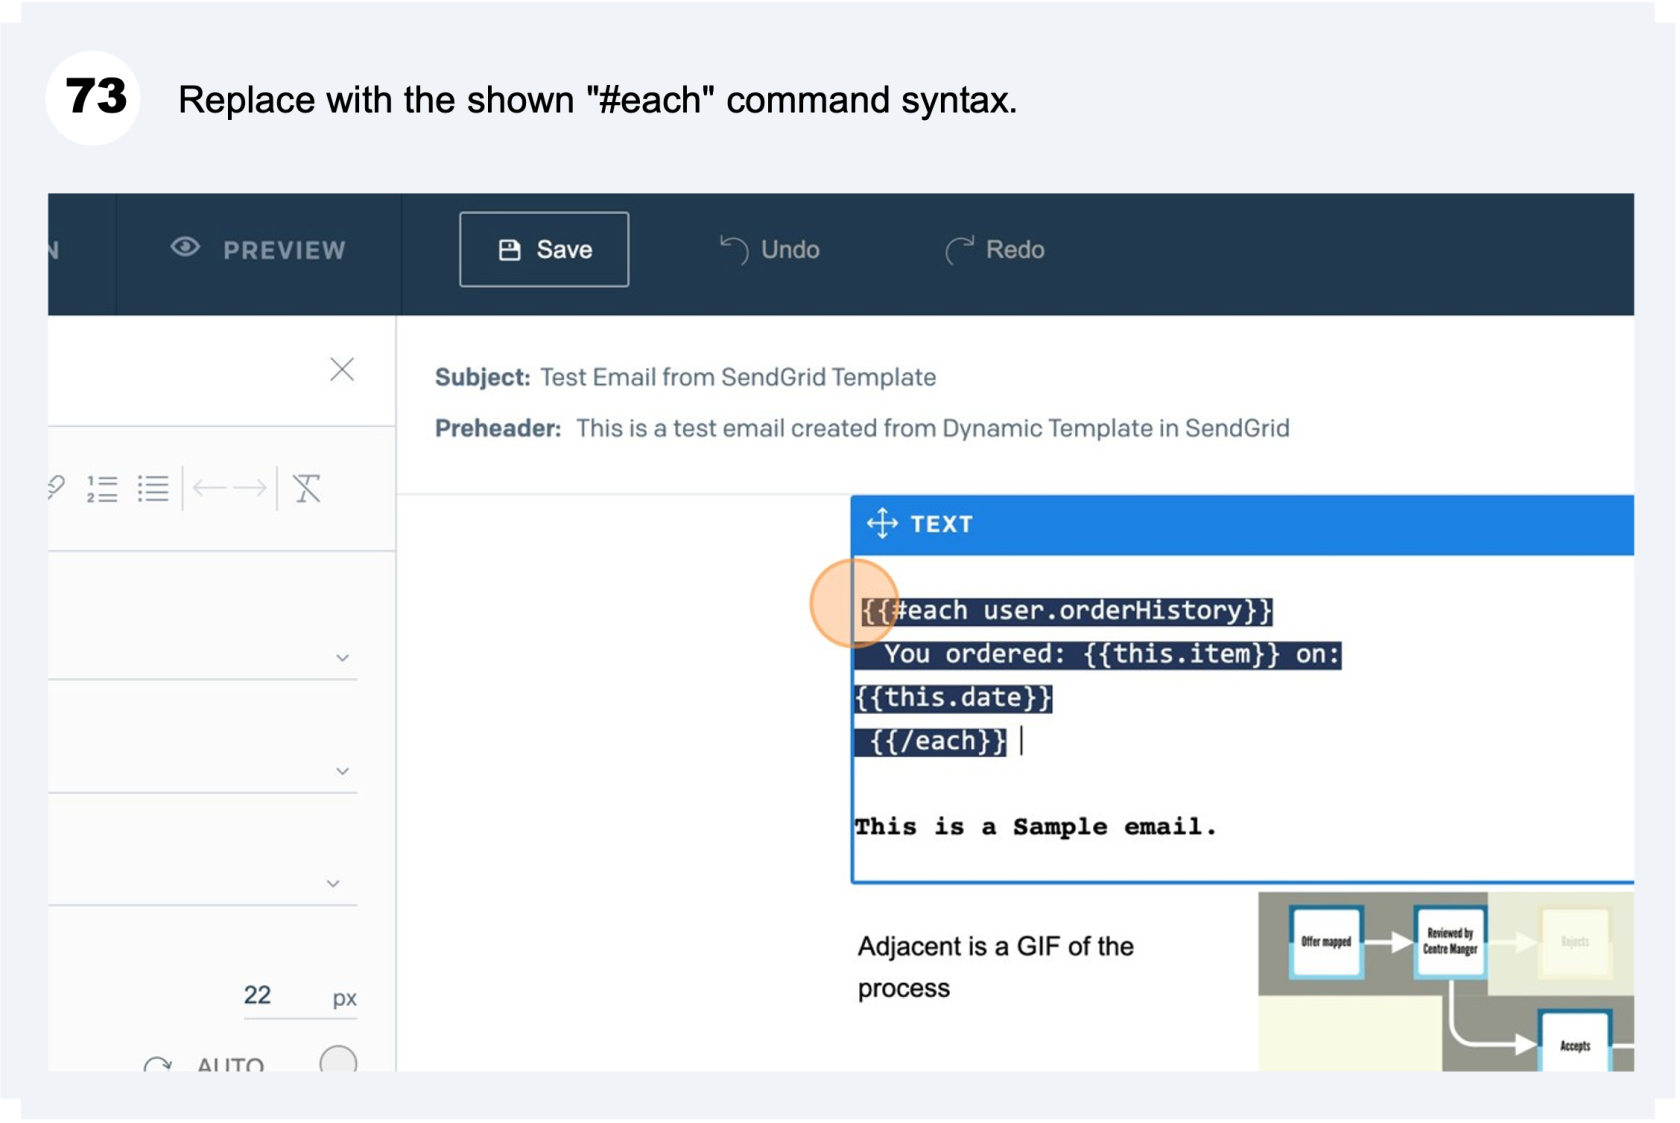 73 Replace with the shown "#each" command syntax.
N PREVIEW Save Undo Redo
Subject: Test Email from SendGrid Template
Preheader: This is a test email created from Dynamic Template in SendGrid
TEXT
{{#each user.orderHistory}}
You ordered: {{this.item}} on:
{{this.date}}
{{/each}}
This is a Sample email.
Adjacent is a GIF of the
process
Offer mapped
Reviewed by
Centre Manger
Rejects
Accepts
22 px
AUTO